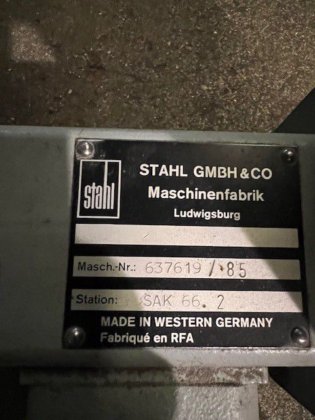 stahl
STAHL GMBH & CO
Maschinenfabrik
Ludwigsburg
Masch.-Nr.: 637619/85
Station: SAK 66.2
MADE IN WESTERN GERMANY
Fabriqué en RFA